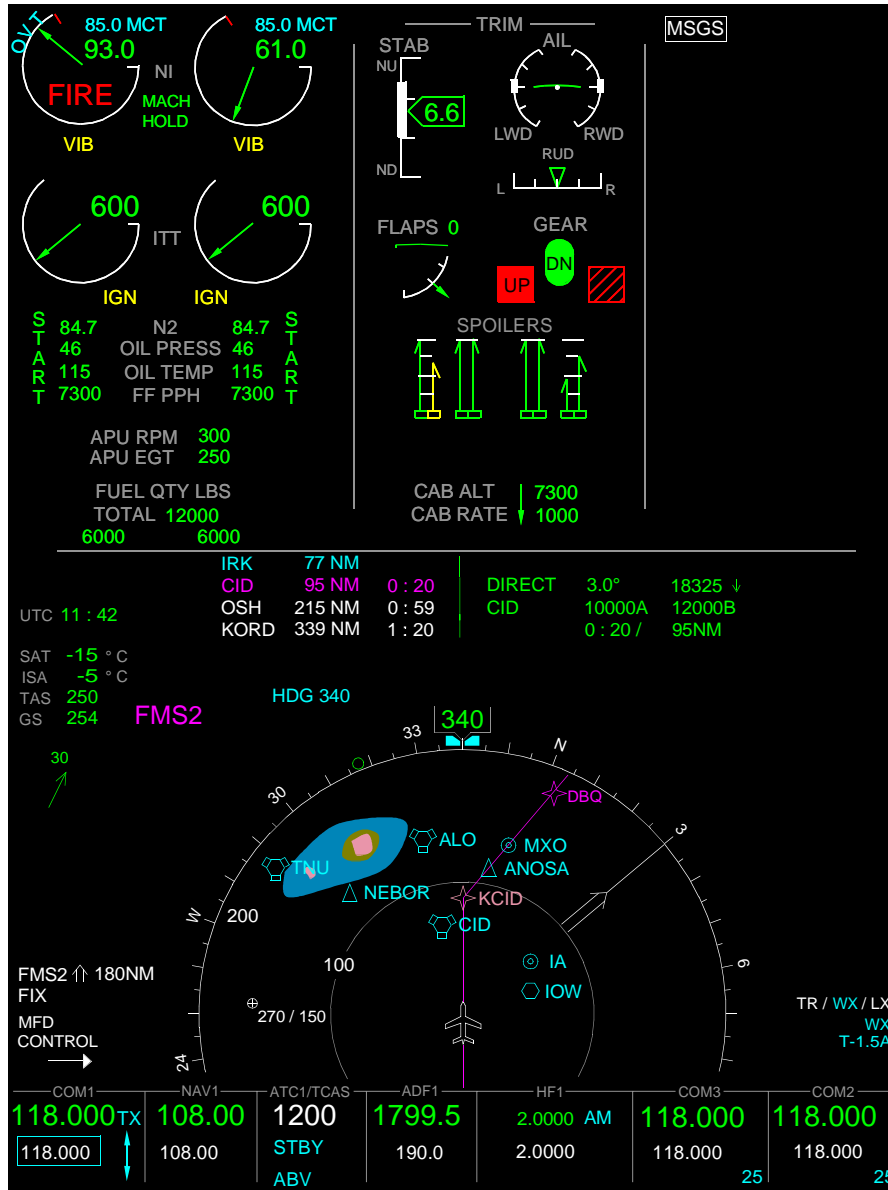 OVT 85.0 MCT 85.0 MCT
93.0 NI 61.0
FIRE MACH
HOLD
VIB VIB
600 ITT 600
IGN IGN
START START
84.7 N2 84.7
46 OIL PRESS 46
115 OIL TEMP 115
7300 FF PPH 7300
APU RPM 300
APU EGT 250
FUEL QTY LBS
TOTAL 12000
6000 6000
TRIM
STAB AIL
NU
6.6
ND
LWD RWD
RUD
L R
FLAPS 0 GEAR
DN
UP
SPOILERS
CAB ALT 7300
CAB RATE 1000
MSGS
IRK 77 NM
CID 95 NM 0 : 20
OSH 215 NM 0 : 59
KORD 339 NM 1 : 20
DIRECT 3.0° 18325
CID 10000A 12000B
0 : 20 / 95NM
UTC 11 : 42
SAT -15 ° C
ISA -5 ° C
TAS 250
GS 254
FMS2
HDG 340
30
340
33 N
30 3
DBQ
ALO MXO
TNU ANOSA
NEBOR KCID
W 200 CID
100 IA 6
IOW
FMS2 180NM
FIX
270 / 150
MFD
CONTROL
24
TR / WX / LX
WX
T-1.5A
COM1 NAV1 ATC1/TCAS ADF1 HF1 COM3 COM2
118.000 TX 108.00 1200 1799.5 2.0000 AM 118.000 118.000
118.000 108.00 STBY 190.0 2.0000 118.000 118.000
ABV 25 25